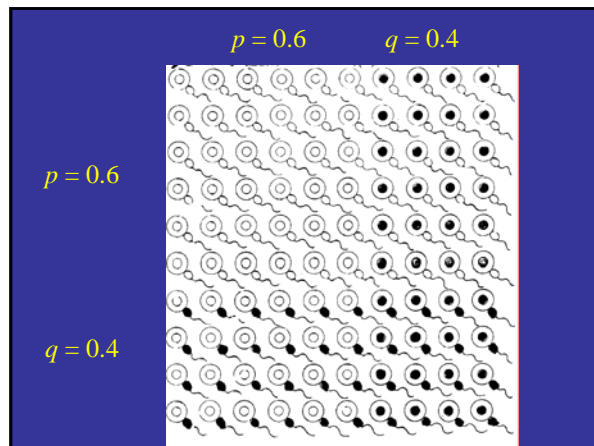 p = 0.6 q = 0.4
p = 0.6
q = 0.4